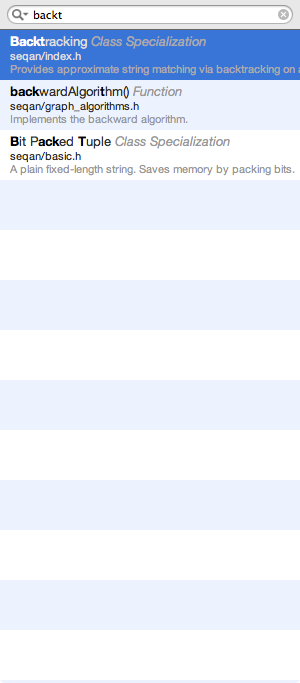 backt
Backtracking Class Specialization
seqan/index.h
Provides approximate string matching via backtracking on
backwardAlgorithm() Function
seqan/graph_algorithms.h
Implements the backward algorithm.
Bit Packed Tuple Class Specialization
seqan/basic.h
A plain fixed-length string. Saves memory by packing bits.